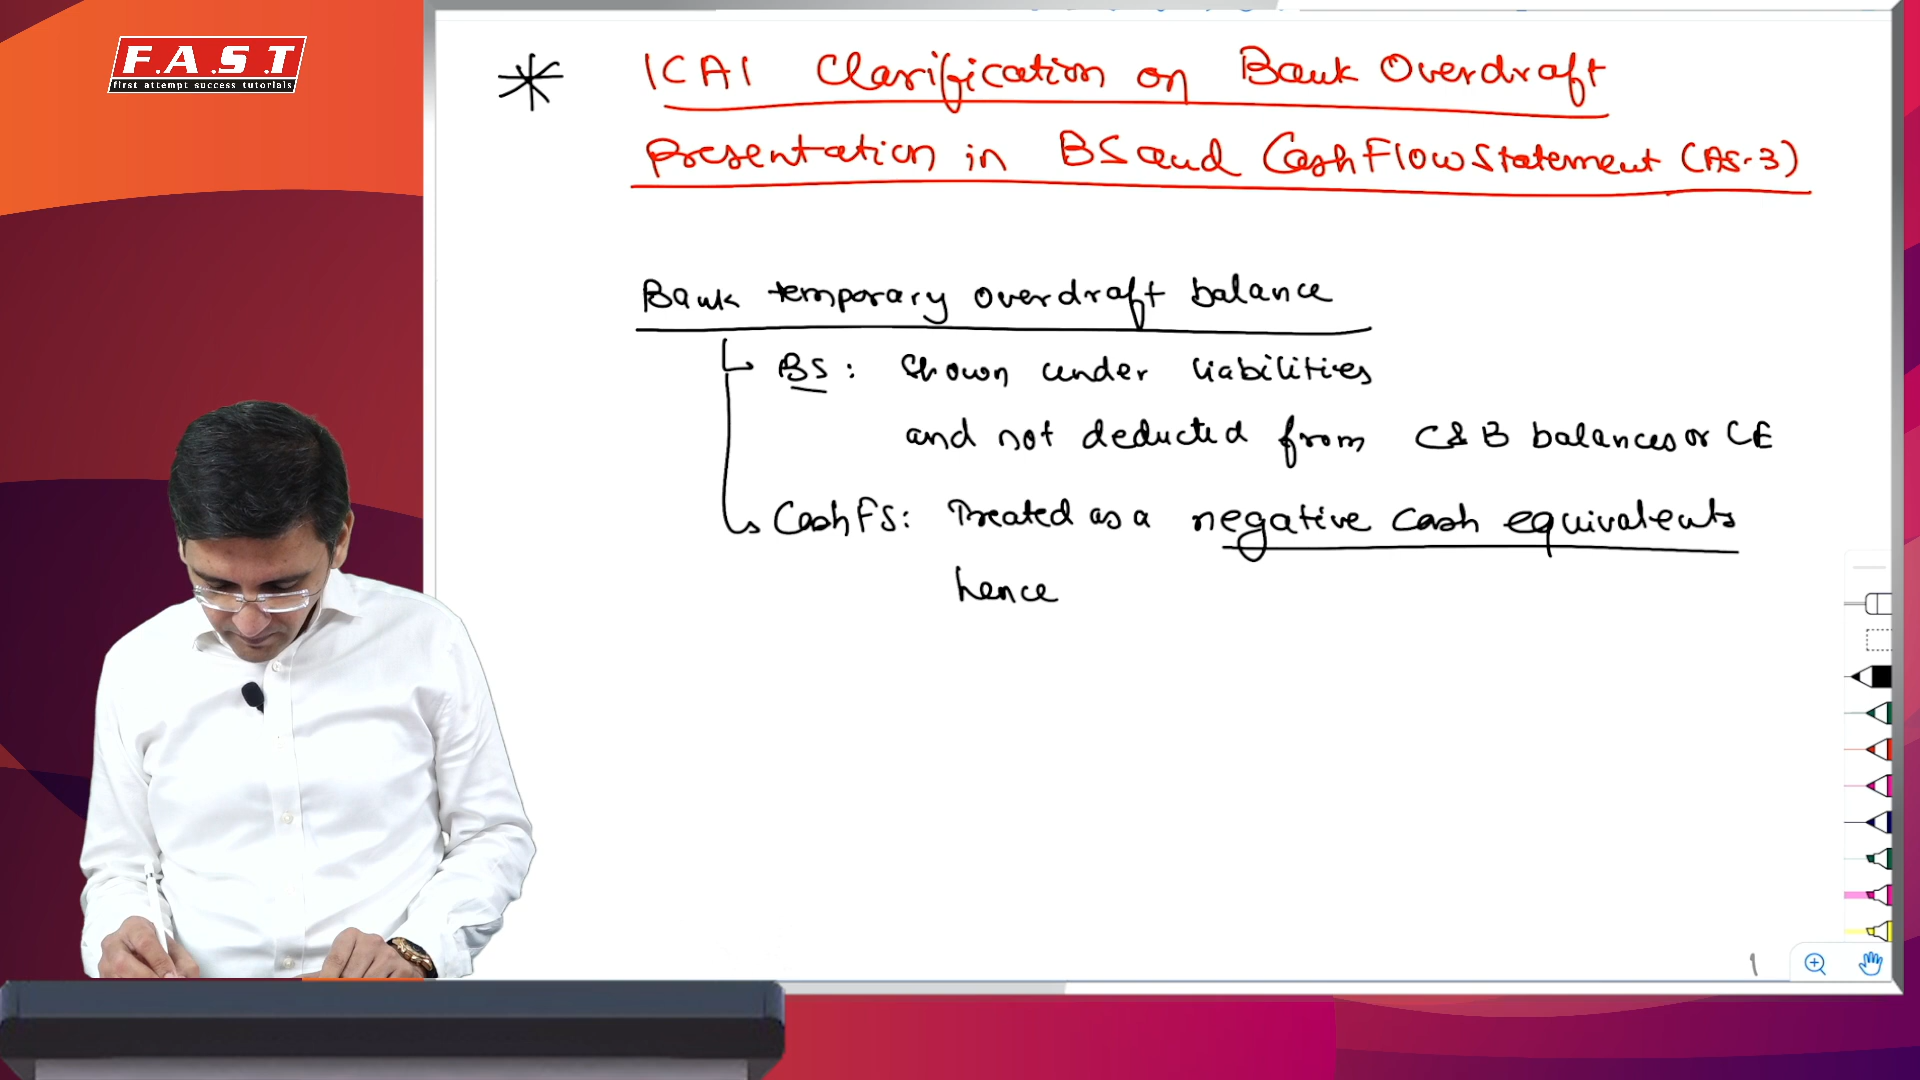 F.A.S.T
first attempt success tutorials
* ICAI Clarification on Bank Overdraft
Presentation in BS and Cash Flow Statement (AS-3)
Bank temporary overdraft balance
↳ BS: Shown under liabilities
and not deducted from C&B balances or CE
↳ Cash FS: Treated as a negative cash equivalents
hence
1